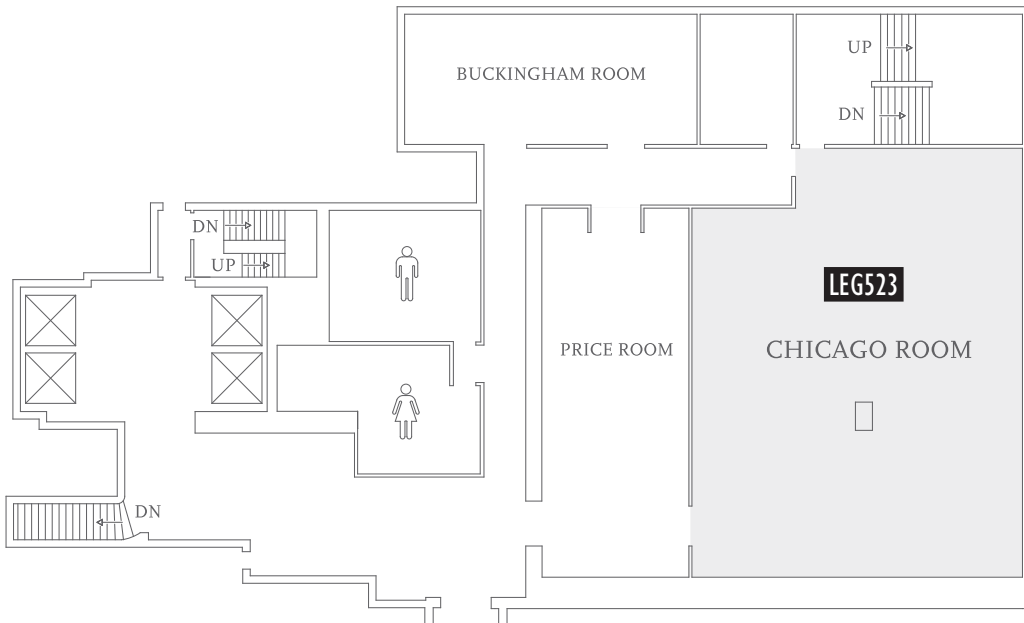 UP
BUCKINGHAM ROOM
DN
DN
UP
LEG523
PRICE ROOM
CHICAGO ROOM
DN